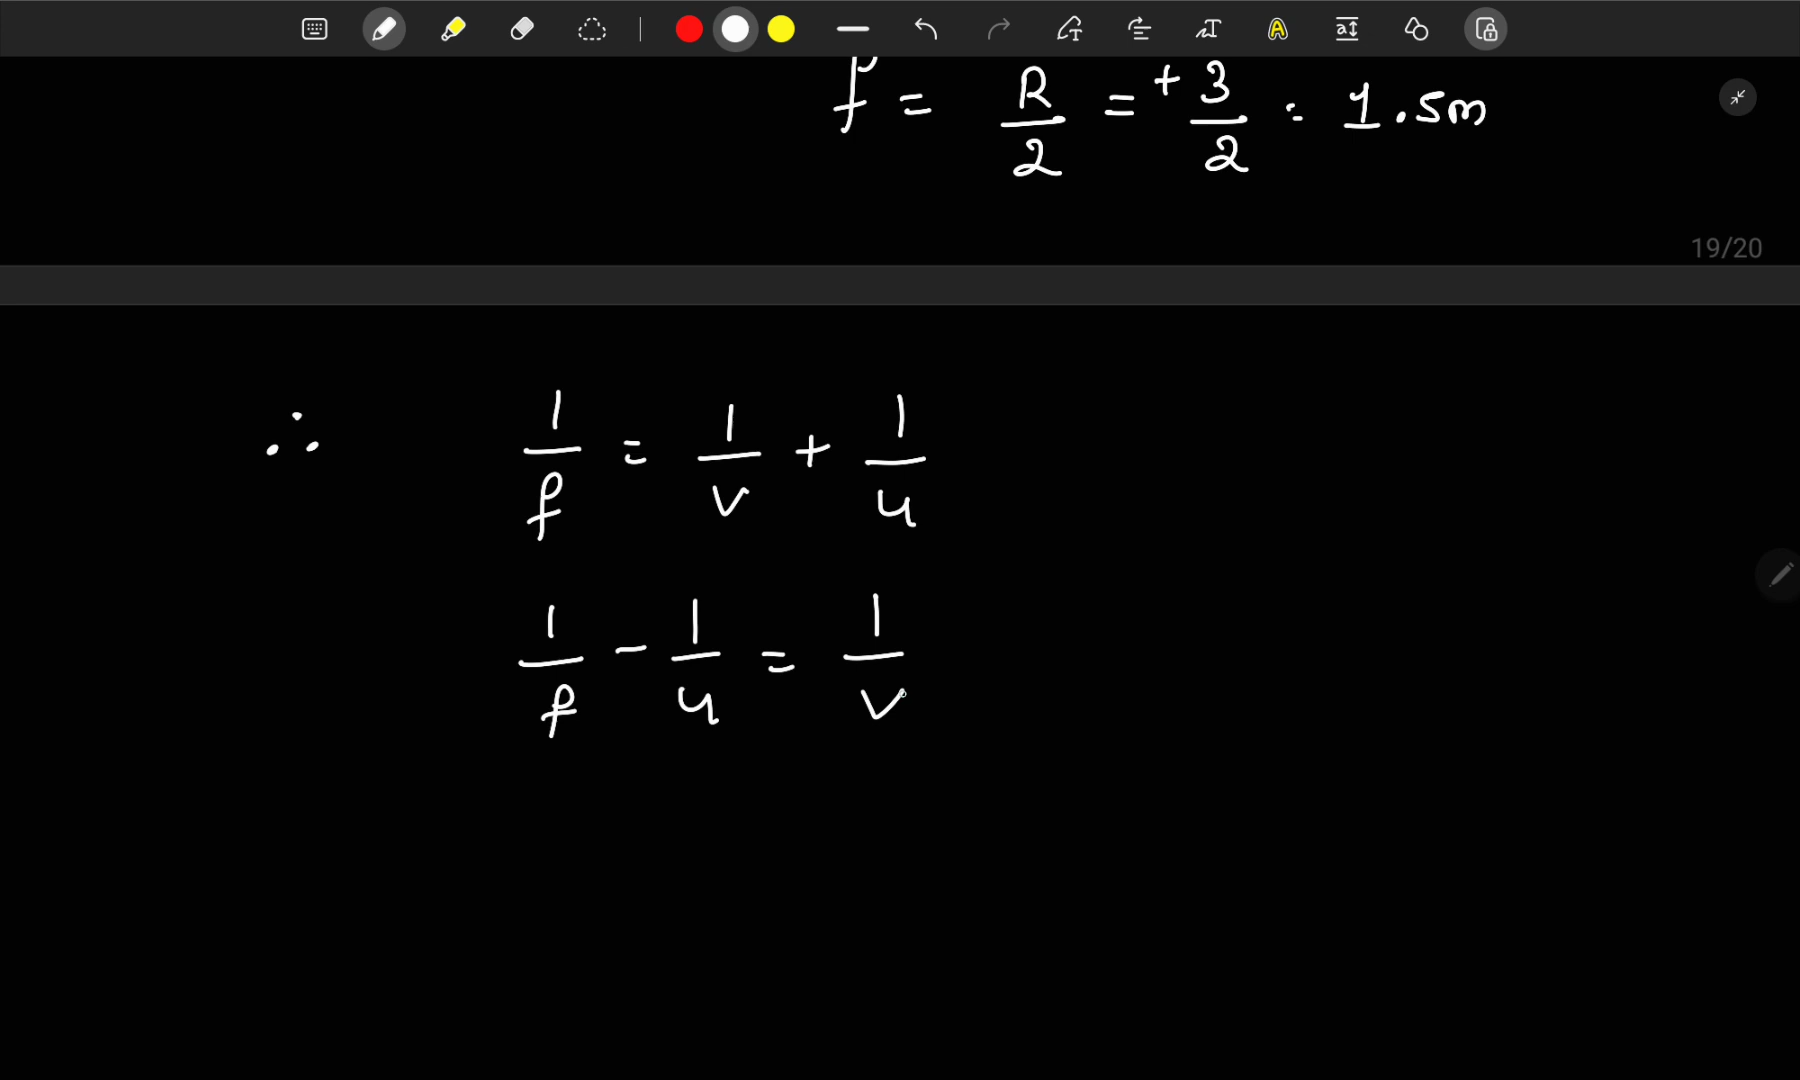 f = R/2 = +3/2 = 1.5m
19/20
∴ 1/f = 1/v + 1/u
1/f - 1/u = 1/v